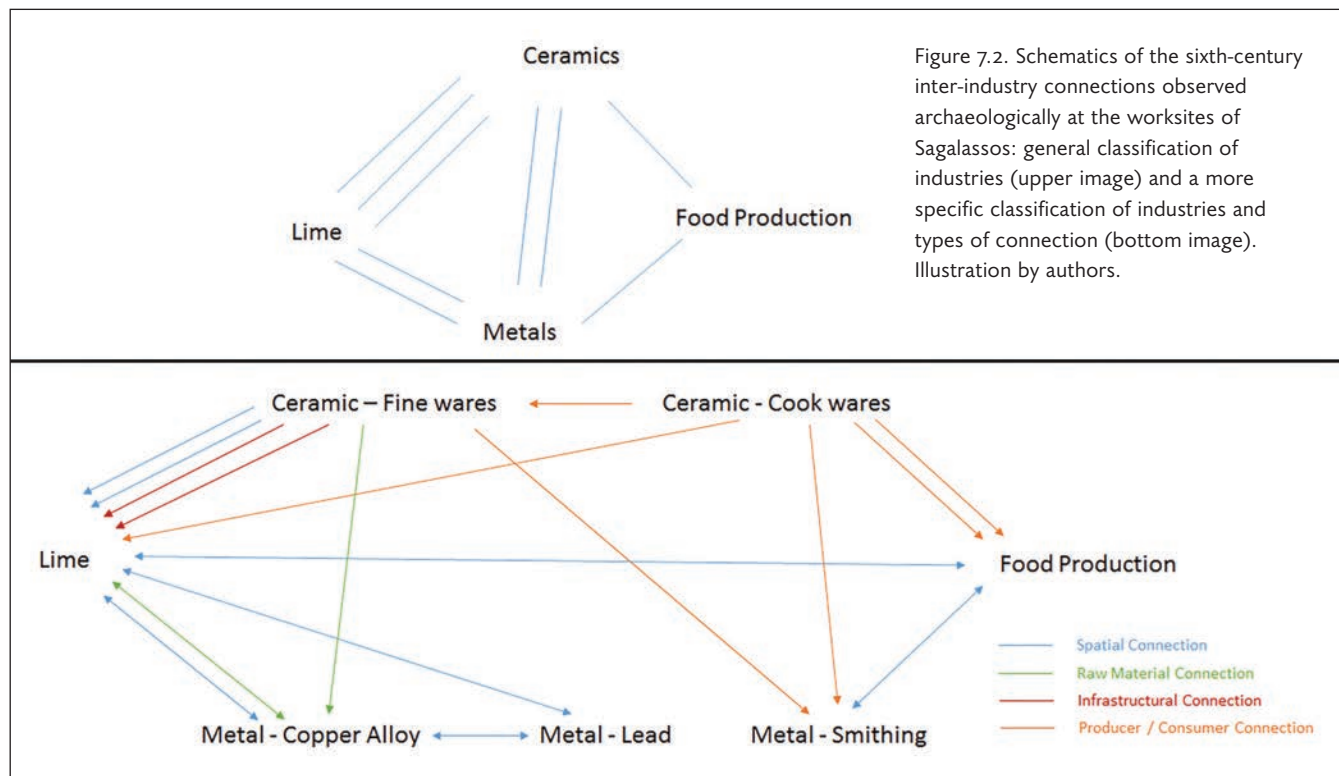 Ceramics
Lime
Food Production
Metals
Figure 7.2. Schematics of the sixth-century
inter-industry connections observed
archaeologically at the worksites of
Sagalassos: general classification of
industries (upper image) and a more
specific classification of industries and
types of connection (bottom image).
Illustration by authors.
Ceramic – Fine wares
Ceramic - Cook wares
Lime
Food Production
Metal - Copper Alloy
Metal - Lead
Metal - Smithing
Spatial Connection
Raw Material Connection
Infrastructural Connection
Producer / Consumer Connection